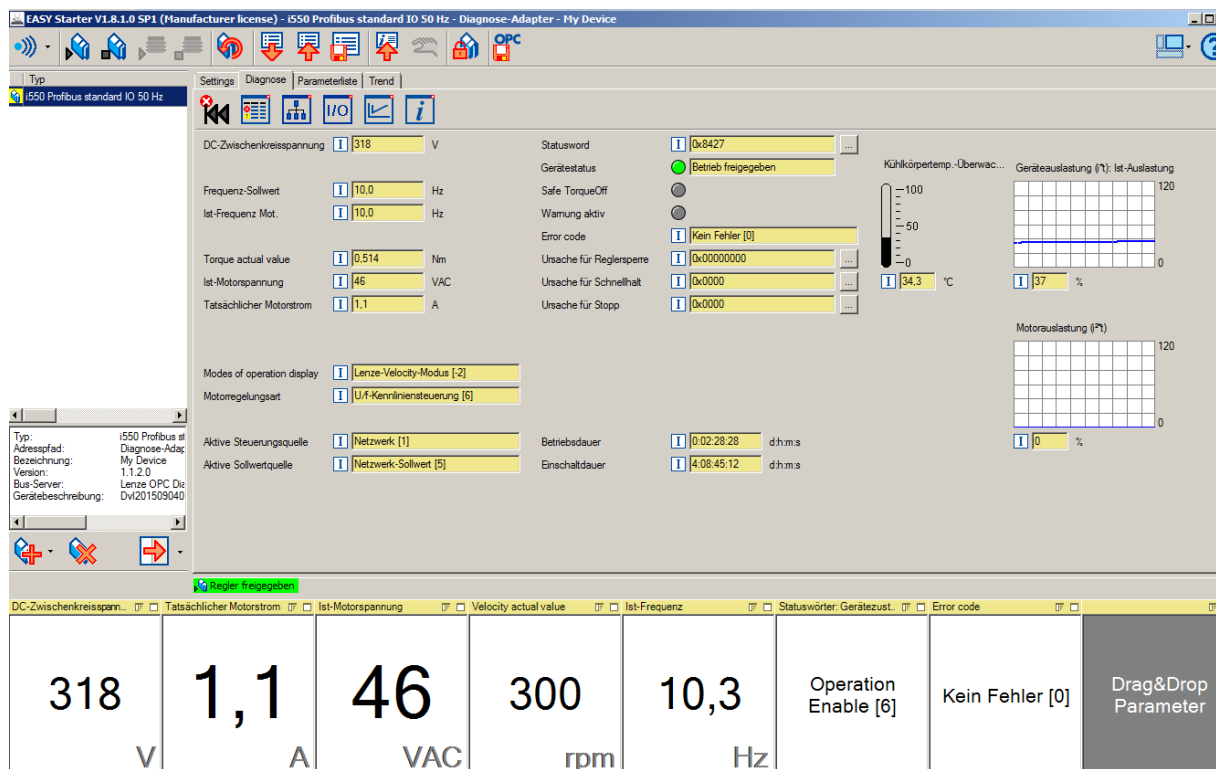 EASY Starter V1.8.1.0 SP1 (Manufacturer license) - i550 Profibus standard IO 50 Hz - Diagnose-Adapter - My Device
OPC
Typ
i550 Profibus standard IO 50 Hz
Settings Diagnose Parameterliste Trend
I/O i
DC-Zwischenkreisspannung I 318 V
Statusword I 0x8427 ...
Gerätestatus Betrieb freigegeben
Frequenz-Sollwert I 10,0 Hz
Safe TorqueOff
Ist-Frequenz Mot. I 10,0 Hz
Warnung aktiv
Error code I Kein Fehler [0]
Torque actual value I 0,514 Nm
Ursache für Reglersperre I 0x00000000 ...
Ist-Motorspannung I 46 VAC
Ursache für Schnellhalt I 0x0000 ...
Tatsächlicher Motorstrom I 1,1 A
Ursache für Stopp I 0x0000 ...
Kühlkörpertemp.-Überwac...
100
50
0
I 34,3 °C
Geräteauslastung (i²t): Ist-Auslastung
120
0
I 37 %
Motorauslastung (i²t)
120
0
I 0 %
Modes of operation display I Lenze-Velocity-Modus [-2]
Motorregelungsart I U/f-Kennliniensteuerung [6]
Aktive Steuerungsquelle I Netzwerk [1]
Betriebsdauer I 0:02:28:28 d:h:m:s
Aktive Sollwertquelle I Netzwerk-Sollwert [5]
Einschaltdauer I 4:08:45:12 d:h:m:s
Typ: i550 Profibus st
Adresspfad: Diagnose-Adap
Bezeichnung: My Device
Version: 1.1.2.0
Bus-Server: Lenze OPC Dia
Gerätebeschreibung: Dvl201509040
Regler freigegeben
DC-Zwischenkreisspann.. Tatsächlicher Motorstrom Ist-Motorspannung Velocity actual value Ist-Frequenz Statuswörter: Gerätezust.. Error code
318 V
1,1 A
46 VAC
300 rpm
10,3 Hz
Operation
Enable [6]
Kein Fehler [0]
Drag&Drop
Parameter